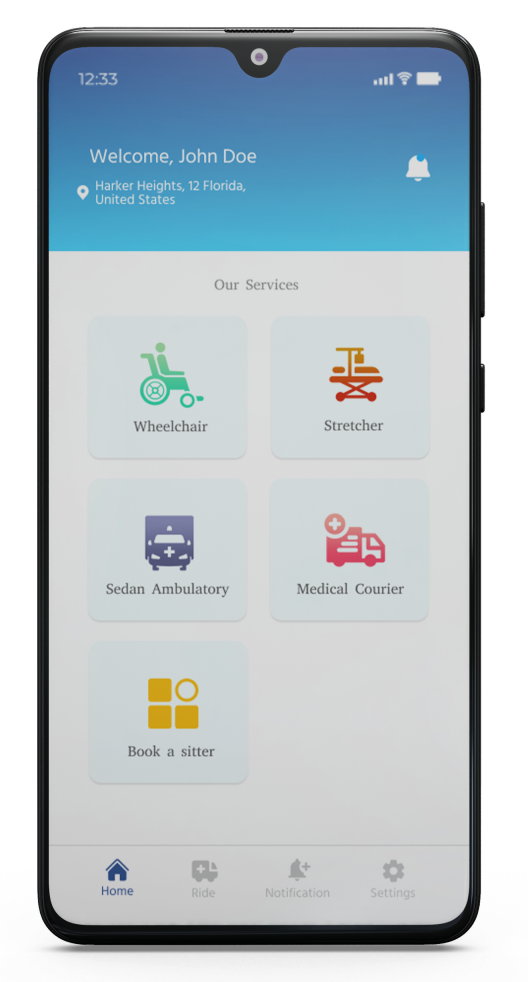 12:33
Welcome, John Doe
Harker Heights, 12 Florida,
United States
Our Services
Wheelchair
Stretcher
Sedan Ambulatory
Medical Courier
Book a sitter
Home
Ride
Notification
Settings